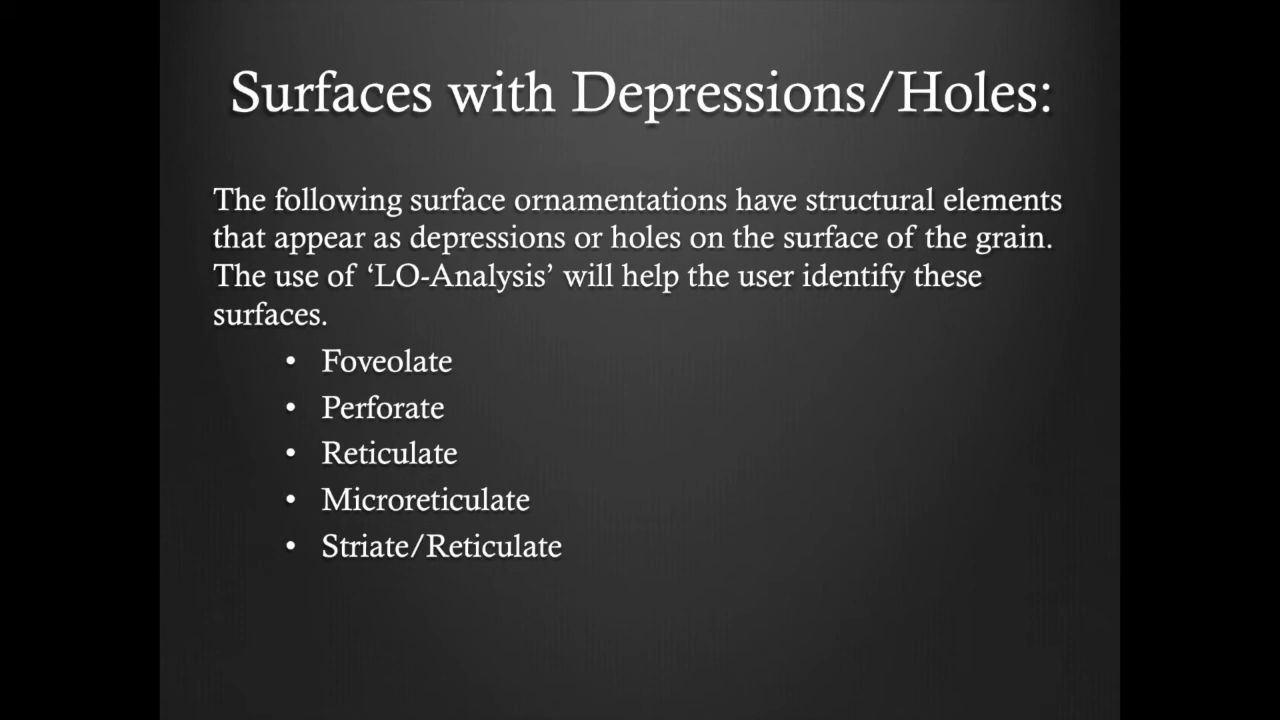 Surfaces with Depressions/Holes:
The following surface ornamentations have structural elements
that appear as depressions or holes on the surface of the grain.
The use of ‘LO-Analysis’ will help the user identify these
surfaces.
• Foveolate
• Perforate
• Reticulate
• Microreticulate
• Striate/Reticulate